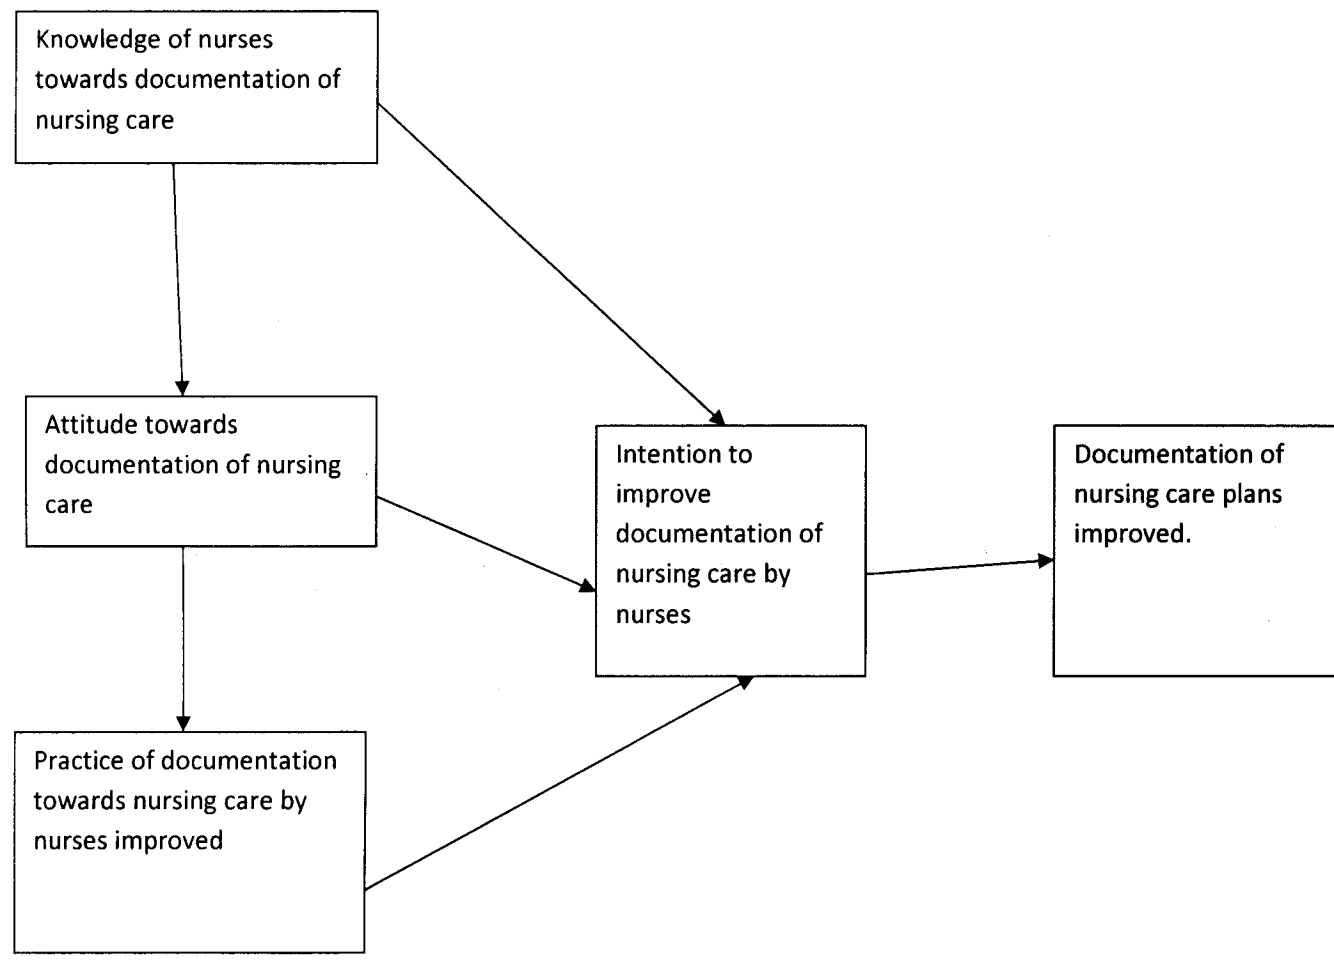 Knowledge of nurses
towards documentation of
nursing care
Attitude towards
documentation of nursing
care
Intention to
improve
documentation of
nursing care by
nurses
Documentation of
nursing care plans
improved.
Practice of documentation
towards nursing care by
nurses improved